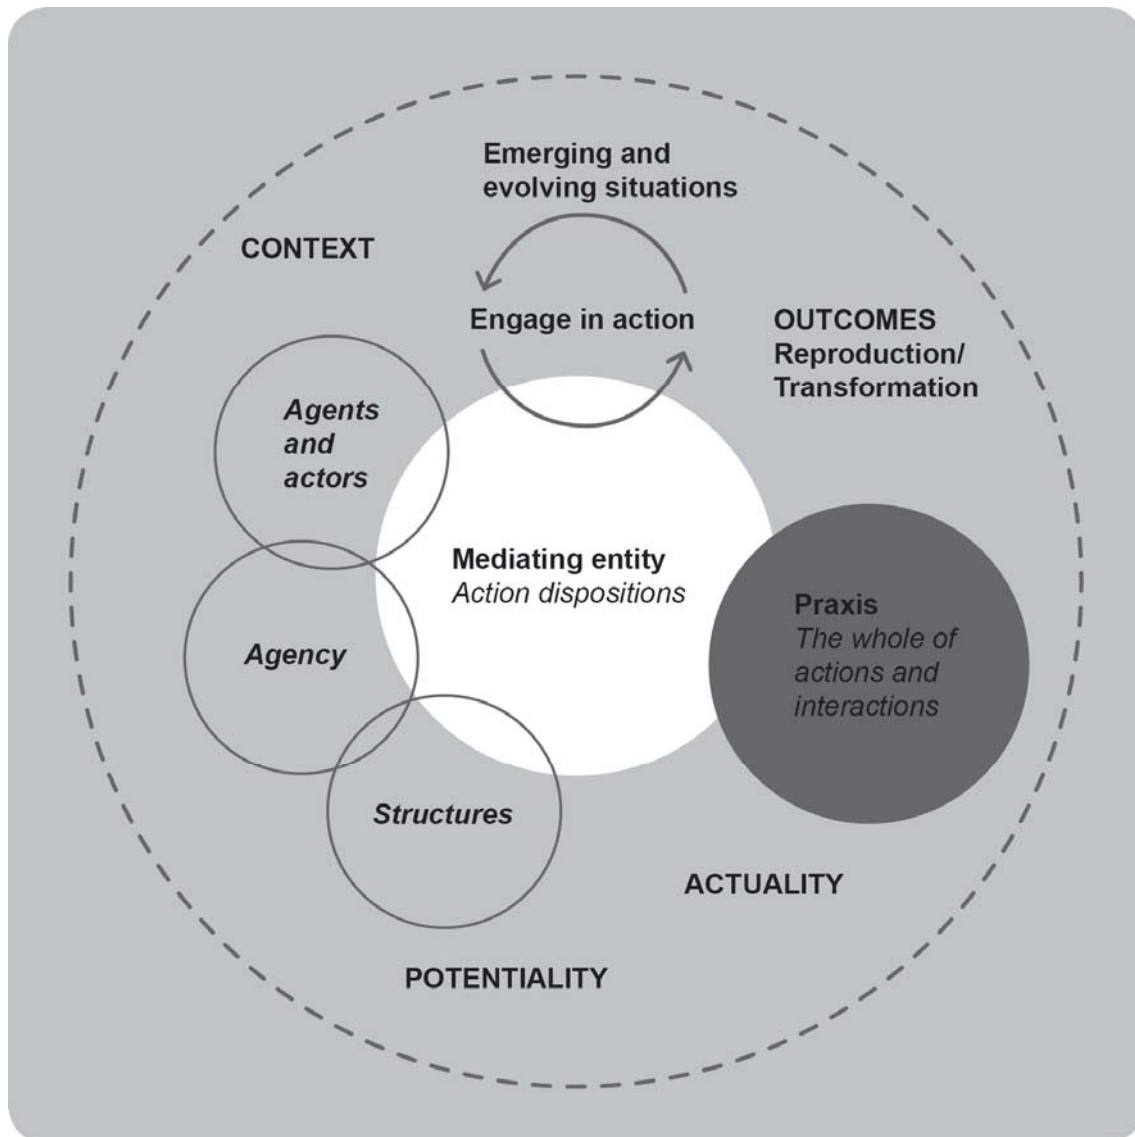 Emerging and
evolving situations
CONTEXT
Engage in action
OUTCOMES
Reproduction/
Transformation
Agents
and
actors
Mediating entity
Action dispositions
Praxis
The whole of
actions and
interactions
Agency
Structures
ACTUALITY
POTENTIALITY